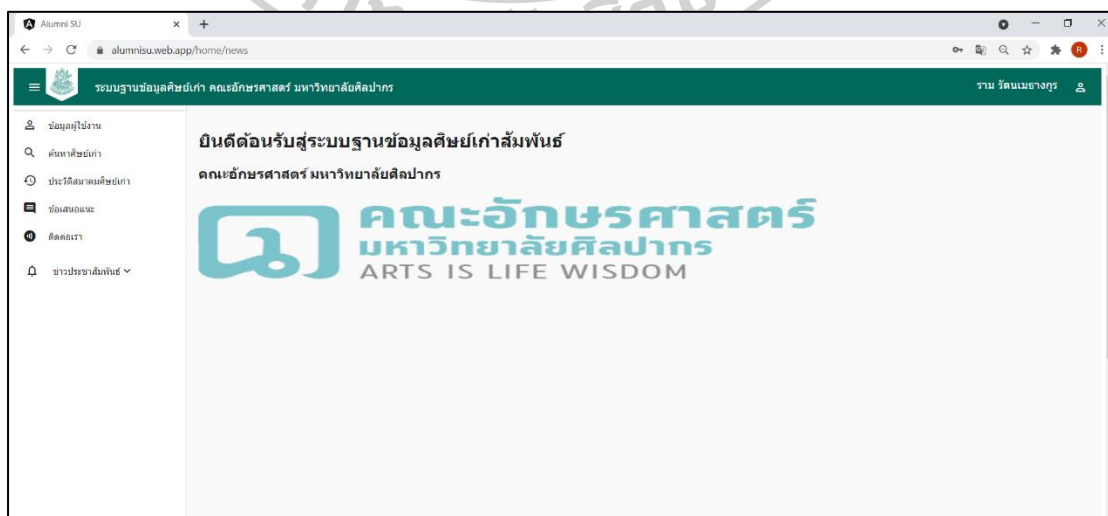 Alumni SU
alumnisu.web.app/home/news
R
ระบบฐานข้อมูลศิษย์เก่า คณะอักษรศาสตร์ มหาวิทยาลัยศิลปากร
ราม รัตนเมธางกูร
ข้อมูลผู้ใช้งาน
ค้นหาศิษย์เก่า
ประวัติสมาคมศิษย์เก่า
ข้อเสนอแนะ
ติดต่อเรา
ข่าวประชาสัมพันธ์
ยินดีต้อนรับสู่ระบบฐานข้อมูลศิษย์เก่าสัมพันธ์
คณะอักษรศาสตร์ มหาวิทยาลัยศิลปากร
คณะอักษรศาสตร์
มหาวิทยาลัยศิลปากร
ARTS IS LIFE WISDOM